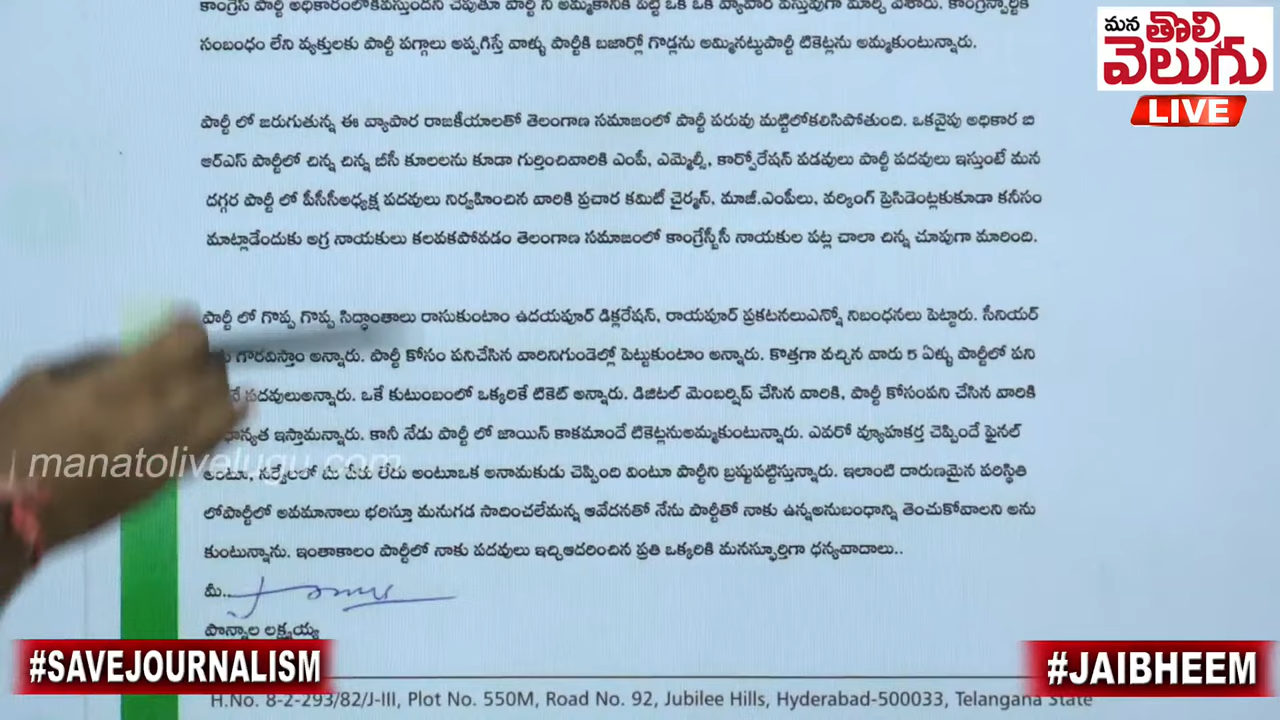 కాంగ్రెస్ పార్టీ అధికారంలోకివస్తుందని చెపుతూ పార్టీ ని అమ్మకానికి పెట్టి ఒక ఒక వ్యాపార వస్తువుగా మార్చి వేశారు. కాంగ్రేస్పార్టీకి
సంబంధం లేని వ్యక్తులకు పార్టీ పగ్గాలు అప్పగిస్తే వాళ్ళు పార్టీకి బజార్లో గొడ్లను అమ్మినట్టుపార్టీ టికెట్లను అమ్మకుంటున్నారు.
మన తొలి వెలుగు
LIVE
పార్టీ లో జరుగుతున్న ఈ వ్యాపార రాజకీయాలతో తెలంగాణ సమాజంలో పార్టీ పరువు మట్టిలోకలిసిపోతుంది. ఒకవైపు అధికార బి
ఆర్ఎస్ పార్టీలో చిన్న చిన్న బీసీ కూలలను కూడా గుర్తించివారికి ఎంపీ, ఎమ్మెల్సీ, కార్పోరేషన్ పడవులు పార్టీ పదవులు ఇస్తుంటే మన
దగ్గర పార్టీ లో పీసీసీఅధ్యక్ష పదవులు నిర్వహించిన వారికి ప్రచార కమిటీ చైర్మన్, మాజీ.ఎంపీలు, వర్కింగ్ ప్రెసిడెంట్లకుకూడా కనీసం
మాట్లాడేందుకు అగ్ర నాయకులు కలవకపోవడం తెలంగాణ సమాజంలో కాంగ్రేస్బీసీ నాయకుల పట్ల చాలా చిన్న చూపుగా మారింది.
పార్టీ లో గొప్ప గొప్ప సిద్ధాంతాలు రాసుకుంటాం ఉదయపూర్ డిక్లరేషన్, రాయపూర్ ప్రకటనలుఎన్నో నిబంధనలు పెట్టారు. సీనియర్
గౌరవిస్తాం అన్నారు. పార్టీ కోసం పనిచేసిన వారినిగుండెల్లో పెట్టుకుంటాం అన్నారు. కొత్తగా వచ్చిన వారు 5 ఏళ్ళు పార్టీలో పని
పదవులుఅన్నారు. ఒకే కుటుంబంలో ఒక్కరికే టికెట్ అన్నారు. డిజిటల్ మెంబర్షిప్ చేసిన వారికి, పార్టీ కోసంపని చేసిన వారికి
ఇస్తామన్నారు. కానీ నేడు పార్టీ లో జాయిన్ కాకమాందే టికెట్లనుఅమ్మకుంటున్నారు. ఎవరో వ్యూహకర్త చెప్పిందే ఫైనల్
manatolivelugu.com
అంటూ, సర్వేలలో మీ పేరు లేదు అంటూఒక అనామకుడు చెప్పింది వింటూ పార్టీని బ్రష్టుపట్టిస్తున్నారు. ఇలాంటి దారుణమైన పరిస్థితి
లోపార్టీలో అవమానాలు భరిస్తూ మనుగడ సాదించలేమన్న ఆవేదనతో నేను పార్టీతో నాకు ఉన్నఅనుబంధాన్ని తెంచుకోవాలని అను
కుంటున్నాను. ఇంతాకాలం పార్టీలో నాకు పదవులు ఇచ్చిఆదరించిన ప్రతి ఒక్కరికి మనస్ఫూర్తిగా ధన్యవాదాలు..
మీ..
పొన్నాల లక్ష్మయ్య
#SAVEJOURNALISM
#JAIBHEEM
H.No. 8-2-293/82/J-III, Plot No. 550M, Road No. 92, Jubilee Hills, Hyderabad-500033, Telangana State